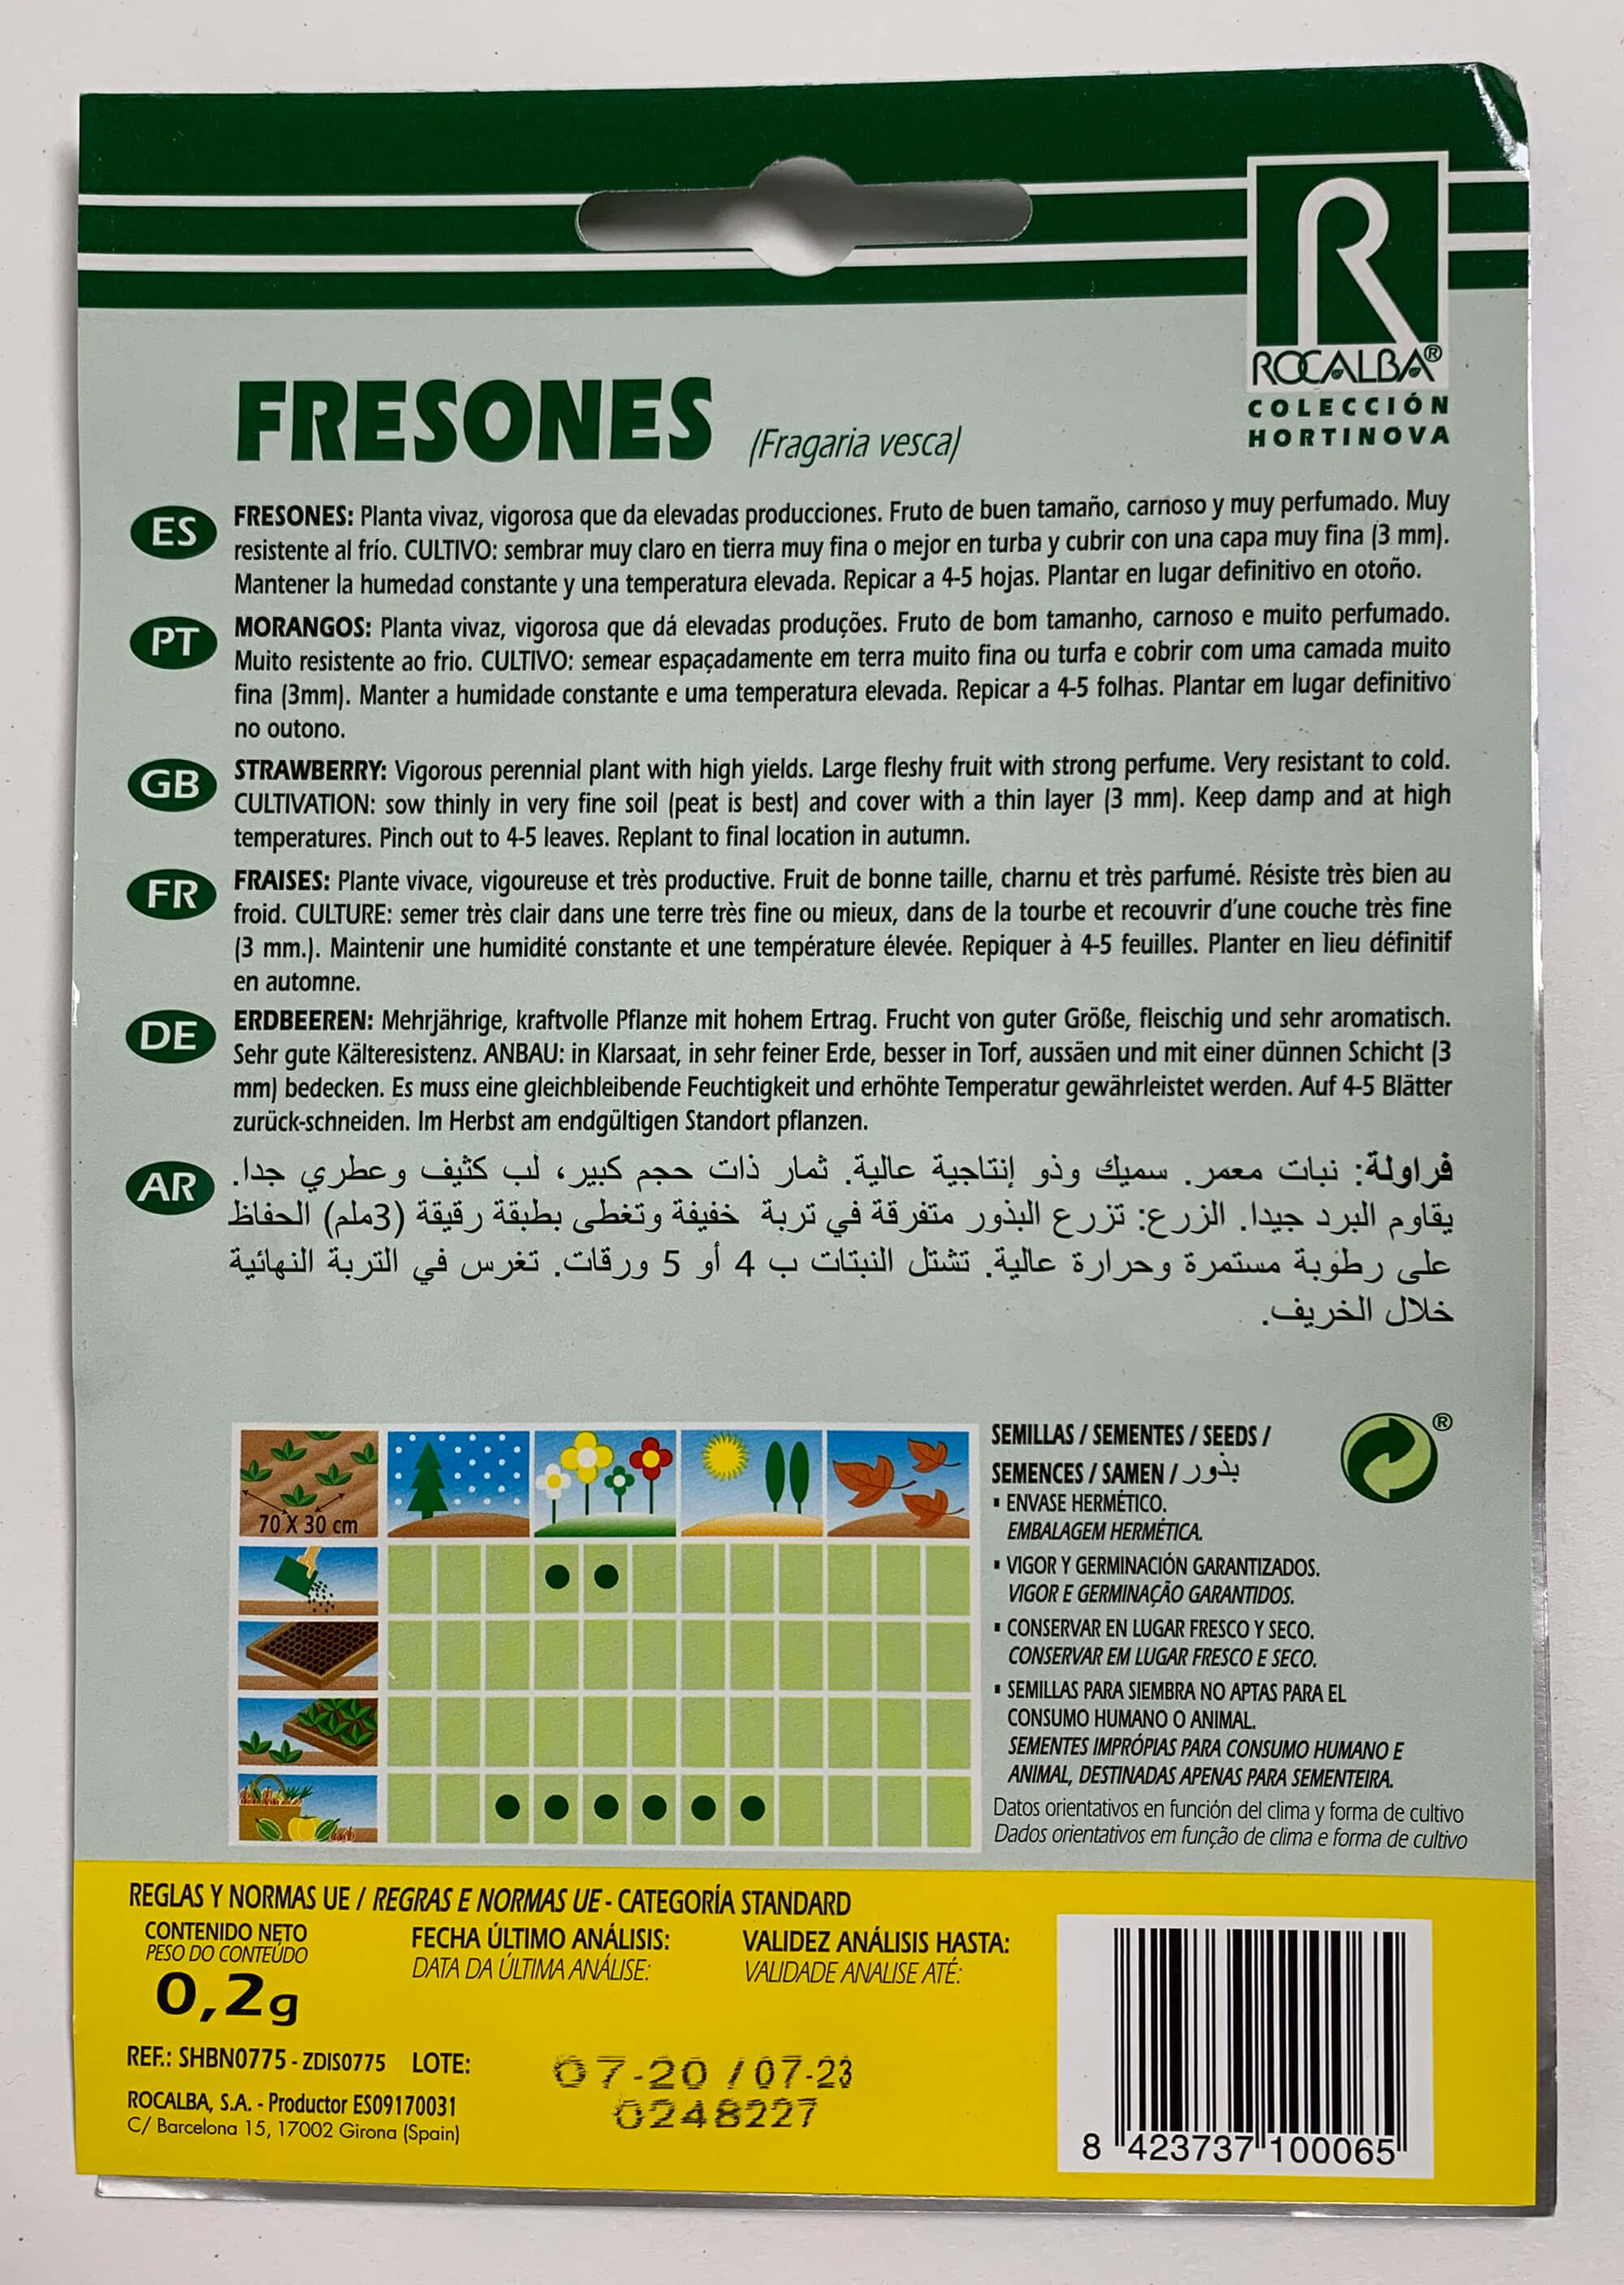 R
ROCALBA®
COLECCIÓN
HORTINOVA
FRESONES (Fragaria vesca)
ES
FRESONES: Planta vivaz, vigorosa que da elevadas producciones. Fruto de buen tamaño, carnoso y muy perfumado. Muy
resistente al frío. CULTIVO: sembrar muy claro en tierra muy fina o mejor en turba y cubrir con una capa muy fina (3 mm).
Mantener la humedad constante y una temperatura elevada. Repicar a 4-5 hojas. Plantar en lugar definitivo en otoño.
PT
MORANGOS: Planta vivaz, vigorosa que dá elevadas produções. Fruto de bom tamanho, carnoso e muito perfumado.
Muito resistente ao frio. CULTIVO: semear espaçadamente em terra muito fina ou turfa e cobrir com uma camada muito
fina (3mm). Manter a humidade constante e uma temperatura elevada. Repicar a 4-5 folhas. Plantar em lugar definitivo
no outono.
GB
STRAWBERRY: Vigorous perennial plant with high yields. Large fleshy fruit with strong perfume. Very resistant to cold.
CULTIVATION: sow thinly in very fine soil (peat is best) and cover with a thin layer (3 mm). Keep damp and at high
temperatures. Pinch out to 4-5 leaves. Replant to final location in autumn.
FR
FRAISES: Plante vivace, vigoureuse et très productive. Fruit de bonne taille, charnu et très parfumé. Résiste très bien au
froid. CULTURE: semer très clair dans une terre très fine ou mieux, dans de la tourbe et recouvrir d'une couche très fine
(3 mm.). Maintenir une humidité constante et une température élevée. Repiquer à 4-5 feuilles. Planter en lieu définitif
en automne.
DE
ERDBEEREN: Mehrjährige, kraftvolle Pflanze mit hohem Ertrag. Frucht von guter Größe, fleischig und sehr aromatisch.
Sehr gute Kälteresistenz. ANBAU: in Klarsaat, in sehr feiner Erde, besser in Torf, aussäen und mit einer dünnen Schicht (3
mm) bedecken. Es muss eine gleichbleibende Feuchtigkeit und erhöhte Temperatur gewährleistet werden. Auf 4-5 Blätter
zurück-schneiden. Im Herbst am endgültigen Standort pflanzen.
AR
فراولة: نبات معمر. سميك وذو إنتاجية عالية. ثمار ذات حجم كبير، لب كثيف وعطري جدا.
يقاوم البرد جيدا. الزرع: تزرع البذور متفرقة في تربة خفيفة وتغطى بطبقة رقيقة (3ملم) الحفاظ
على رطوبة مستمرة وحرارة عالية. تشتل النبتات ب 4 أو 5 ورقات. تغرس في التربة النهائية
خلال الخريف.
70 X 30 cm
SEMILLAS / SEMENTES / SEEDS /
SEMENCES / SAMEN / بذور
®
▪ ENVASE HERMÉTICO.
EMBALAGEM HERMÉTICA.
▪ VIGOR Y GERMINACIÓN GARANTIZADOS.
VIGOR E GERMINAÇÃO GARANTIDOS.
▪ CONSERVAR EN LUGAR FRESCO Y SECO.
CONSERVAR EM LUGAR FRESCO E SECO.
▪ SEMILLAS PARA SIEMBRA NO APTAS PARA EL
CONSUMO HUMANO O ANIMAL.
SEMENTES IMPRÓPIAS PARA CONSUMO HUMANO E
ANIMAL, DESTINADAS APENAS PARA SEMENTEIRA.
Datos orientativos en función del clima y forma de cultivo
Dados orientativos em função de clima e forma de cultivo
REGLAS Y NORMAS UE / REGRAS E NORMAS UE - CATEGORÍA STANDARD
CONTENIDO NETO
PESO DO CONTEÚDO
0,2g
FECHA ÚLTIMO ANÁLISIS:
DATA DA ÚLTIMA ANÁLISE:
VALIDEZ ANÁLISIS HASTA:
VALIDADE ANALISE ATÉ:
REF.: SHBN0775 - ZDIS0775 LOTE:
07-20 / 07-23
0248227
ROCALBA, S.A. - Productor ES09170031
C/ Barcelona 15, 17002 Girona (Spain)
8 423737 100065